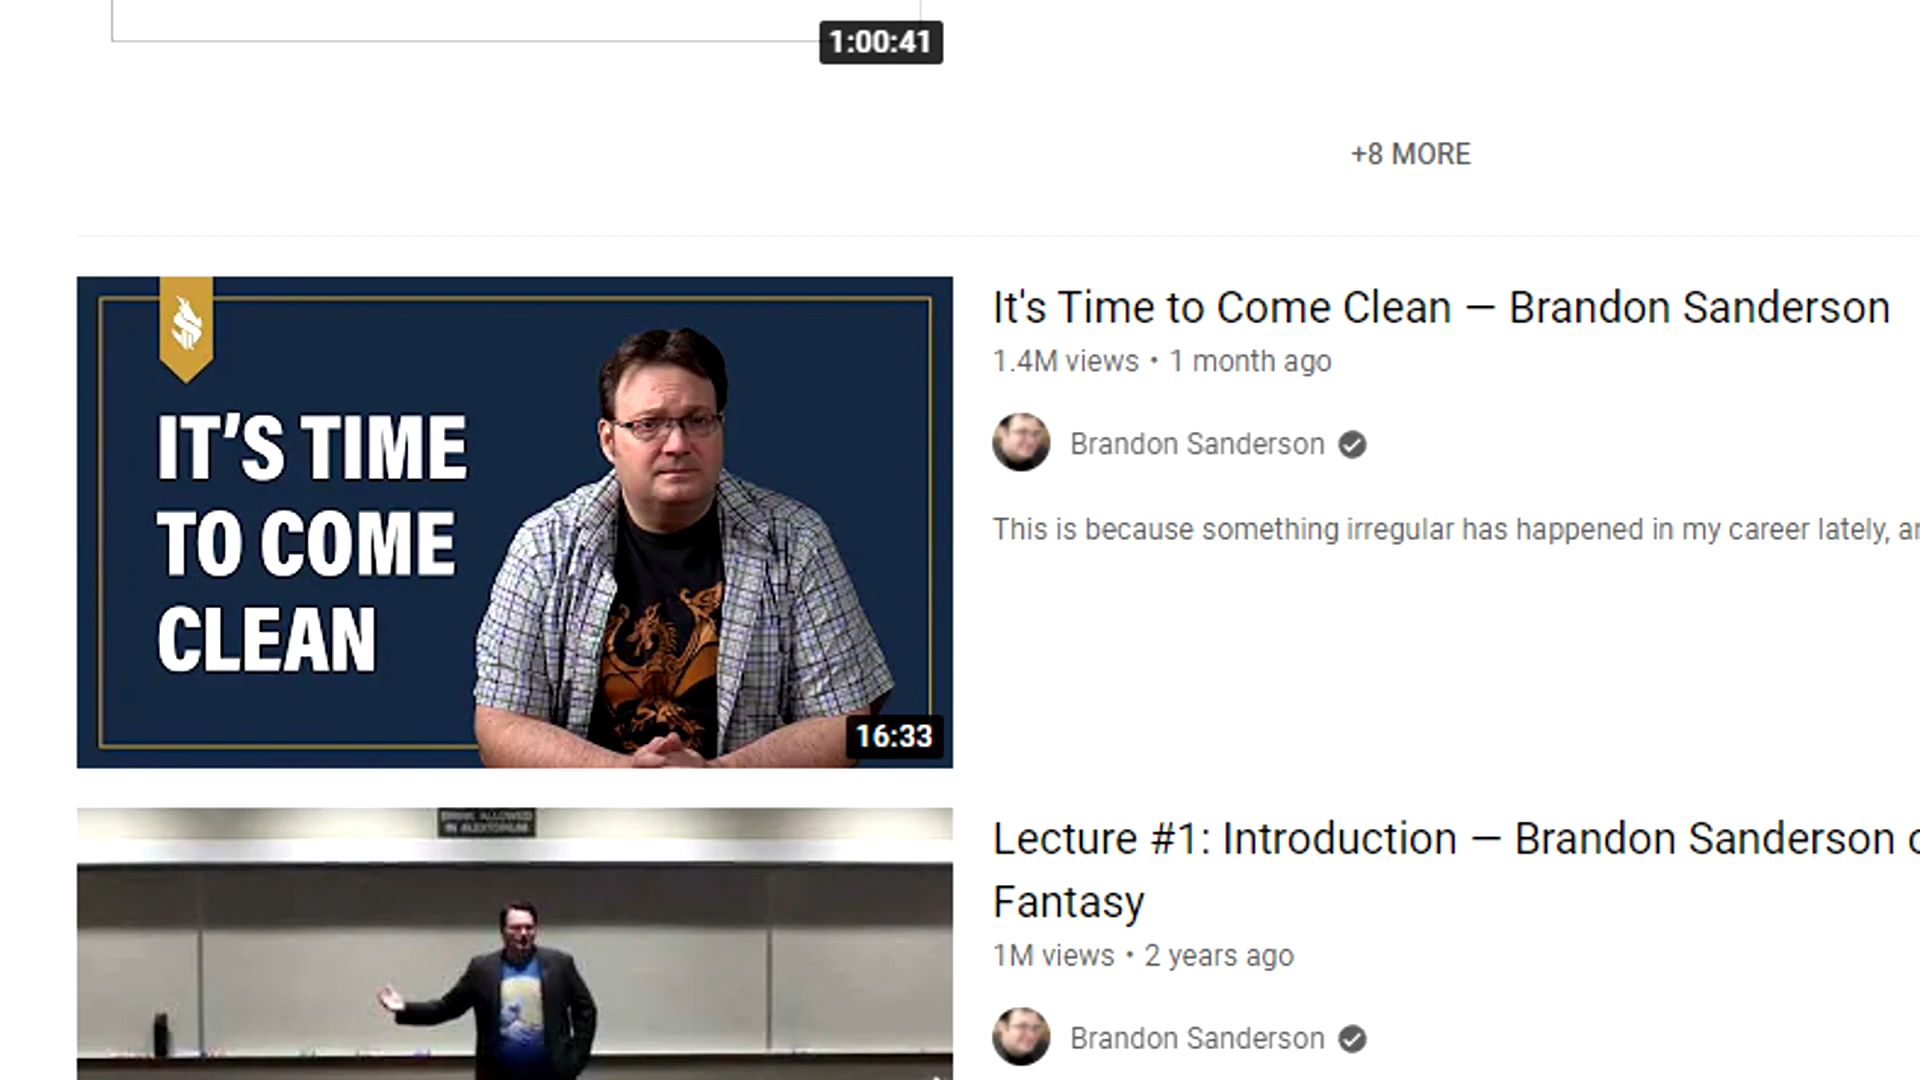 1:00:41
+8 MORE
IT'S TIME
TO COME
CLEAN
16:33
It's Time to Come Clean — Brandon Sanderson
1.4M views • 1 month ago
Brandon Sanderson
This is because something irregular has happened in my career lately,
IN AUDITORIUM
Lecture #1: Introduction — Brandon Sanderson
Fantasy
1M views • 2 years ago
Brandon Sanderson